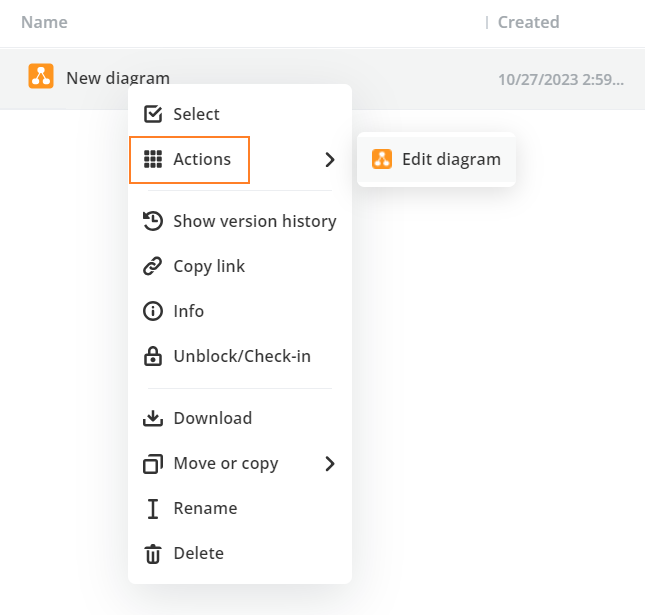 Name
Created
New diagram
10/27/2023 2:59...
Select
Actions
Edit diagram
Show version history
Copy link
Info
Unblock/Check-in
Download
Move or copy
Rename
Delete